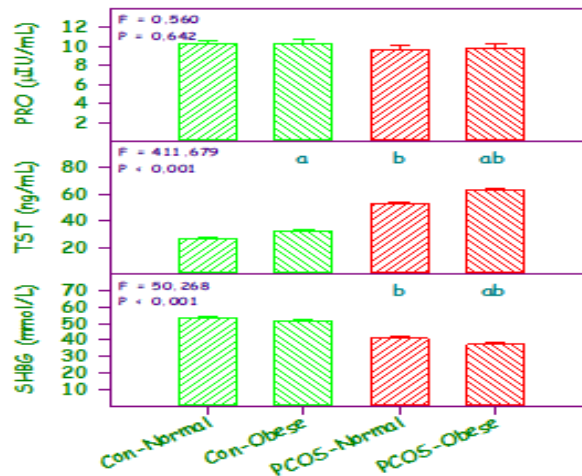 F = 0,560
P = 0,642
12
10
8
6
4
2
PRO (µIU/mL)
F = 411,679
P < 0,001
a
b
ab
80
60
40
20
TST (ng/mL)
F = 50,268
P < 0,001
b
ab
70
60
50
40
30
20
10
SHBG (mmol/L)
Con-Normal
Con-Obese
PCOS-Normal
PCOS-Obese